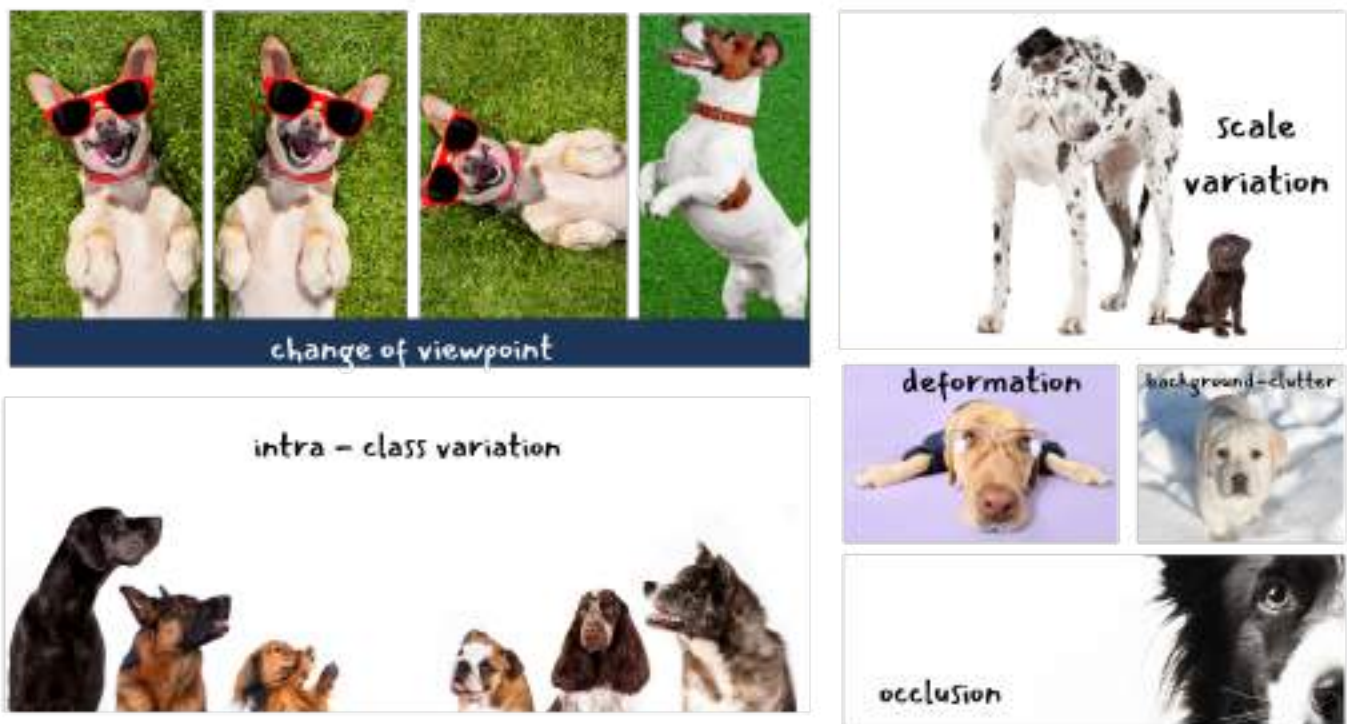 scale
variation
change of viewpoint
deformation
background-clutter
intra - class variation
occlusion